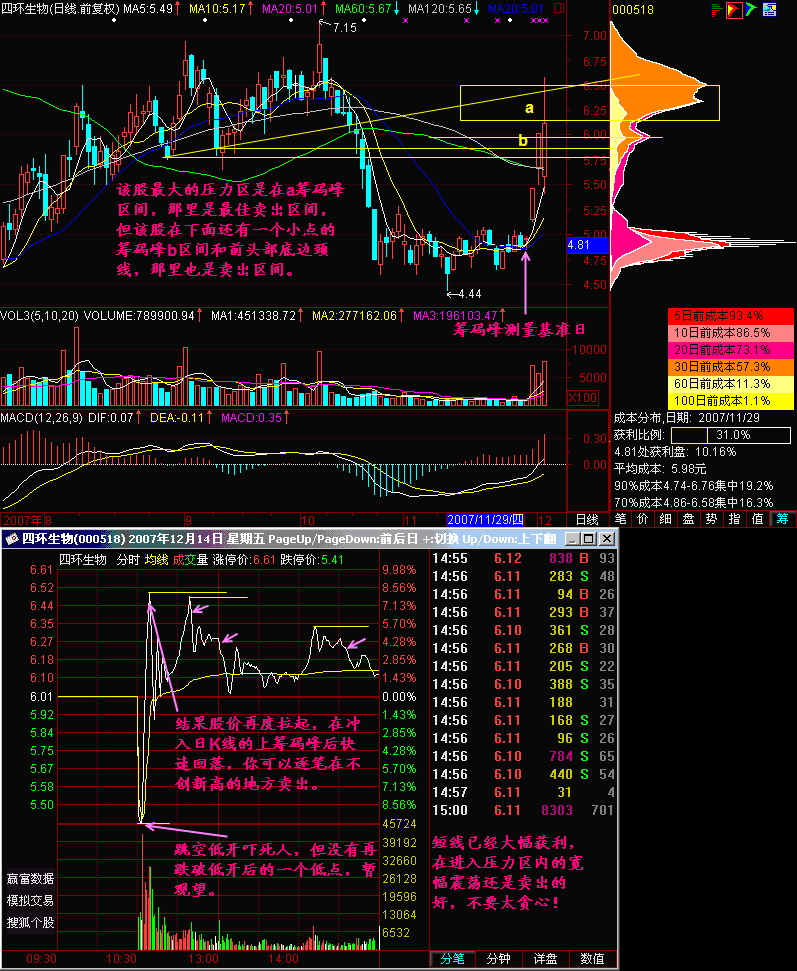 四环生物(日线.前复权) MA5:5.49↑ MA10:5.17↑ MA20:5.01↑ MA60:5.67↓ MA120:5.65↓ MA20:5.01
000518
7.15
7.00
6.75
6.50
6.25
6.00
5.75
5.50
5.25
5.00
4.81
4.75
4.50
a
b
该股最大的压力区是在a筹码峰
区间，那里是最佳卖出区间，
但该股在下面还有一个小点的
筹码峰b区间和前头部底边颈
线，那里也是卖出区间。
4.44
筹码峰测量基准日
VOL3(5,10,20) VOLUME:789900.94↑ MA1:451338.72↑ MA2:277162.06↑ MA3:196103.47↑
10000
5000
X100
5日前成本93.4%
10日前成本86.5%
20日前成本73.1%
30日前成本57.3%
60日前成本11.3%
100日前成本1.1%
成本分布,日期: 2007/11/29
获利比例: 31.0%
4.81处获利盘: 10.16%
平均成本: 5.98元
90%成本4.74-6.76集中19.2%
70%成本4.86-6.58集中16.3%
MACD(12,26,9) DIF:0.07↑ DEA:-0.11↑ MACD:0.35↑
0.30
0.00
2007年8 9 10 11 2007/11/29/四 12 日线
笔 价 细 盘 势 指 值 筹
四环生物(000518) 2007年12月14日 星期五 PageUp/PageDown:前后日 +:切换 Up/Down:上下翻
四环生物 分时 均线 成交量 涨停价:6.61 跌停价:5.41
6.61 9.98%
6.52 8.56%
6.44 7.13%
6.35 5.70%
6.27 4.28%
6.18 2.85%
6.10 1.43%
6.01 0.00%
5.92 1.43%
5.84 2.85%
5.75 4.28%
5.67 5.70%
5.58 7.13%
5.50 8.56%
45724
39192
32660
26128
19596
13064
6532
结果股价再度拉起，在冲
入日K线的上筹码峰后快
速回落，你可以逐笔在不
创新高的地方卖出。
跳空低开吓死人，但没有再
跌破低开后的一个低点，暂
观望。
赢富数据
模拟交易
搜狐个股
09:30 10:30 13:00 14:00
14:55 6.12 838 B 93
14:56 6.11 283 S 48
14:56 6.11 94 B 26
14:56 6.11 293 B 37
14:56 6.10 361 S 28
14:56 6.11 268 B 30
14:56 6.11 205 S 22
14:56 6.10 388 S 35
14:56 6.11 188 31
14:56 6.11 168 S 27
14:56 6.11 96 S 26
14:56 6.10 784 S 65
14:56 6.10 440 S 54
14:57 6.11 31 4
15:00 6.11 8303 701
短线已经大幅获利，
在进入压力区内的宽
幅震荡还是卖出的
好，不要太贪心！
分笔 分钟 详盘 数值